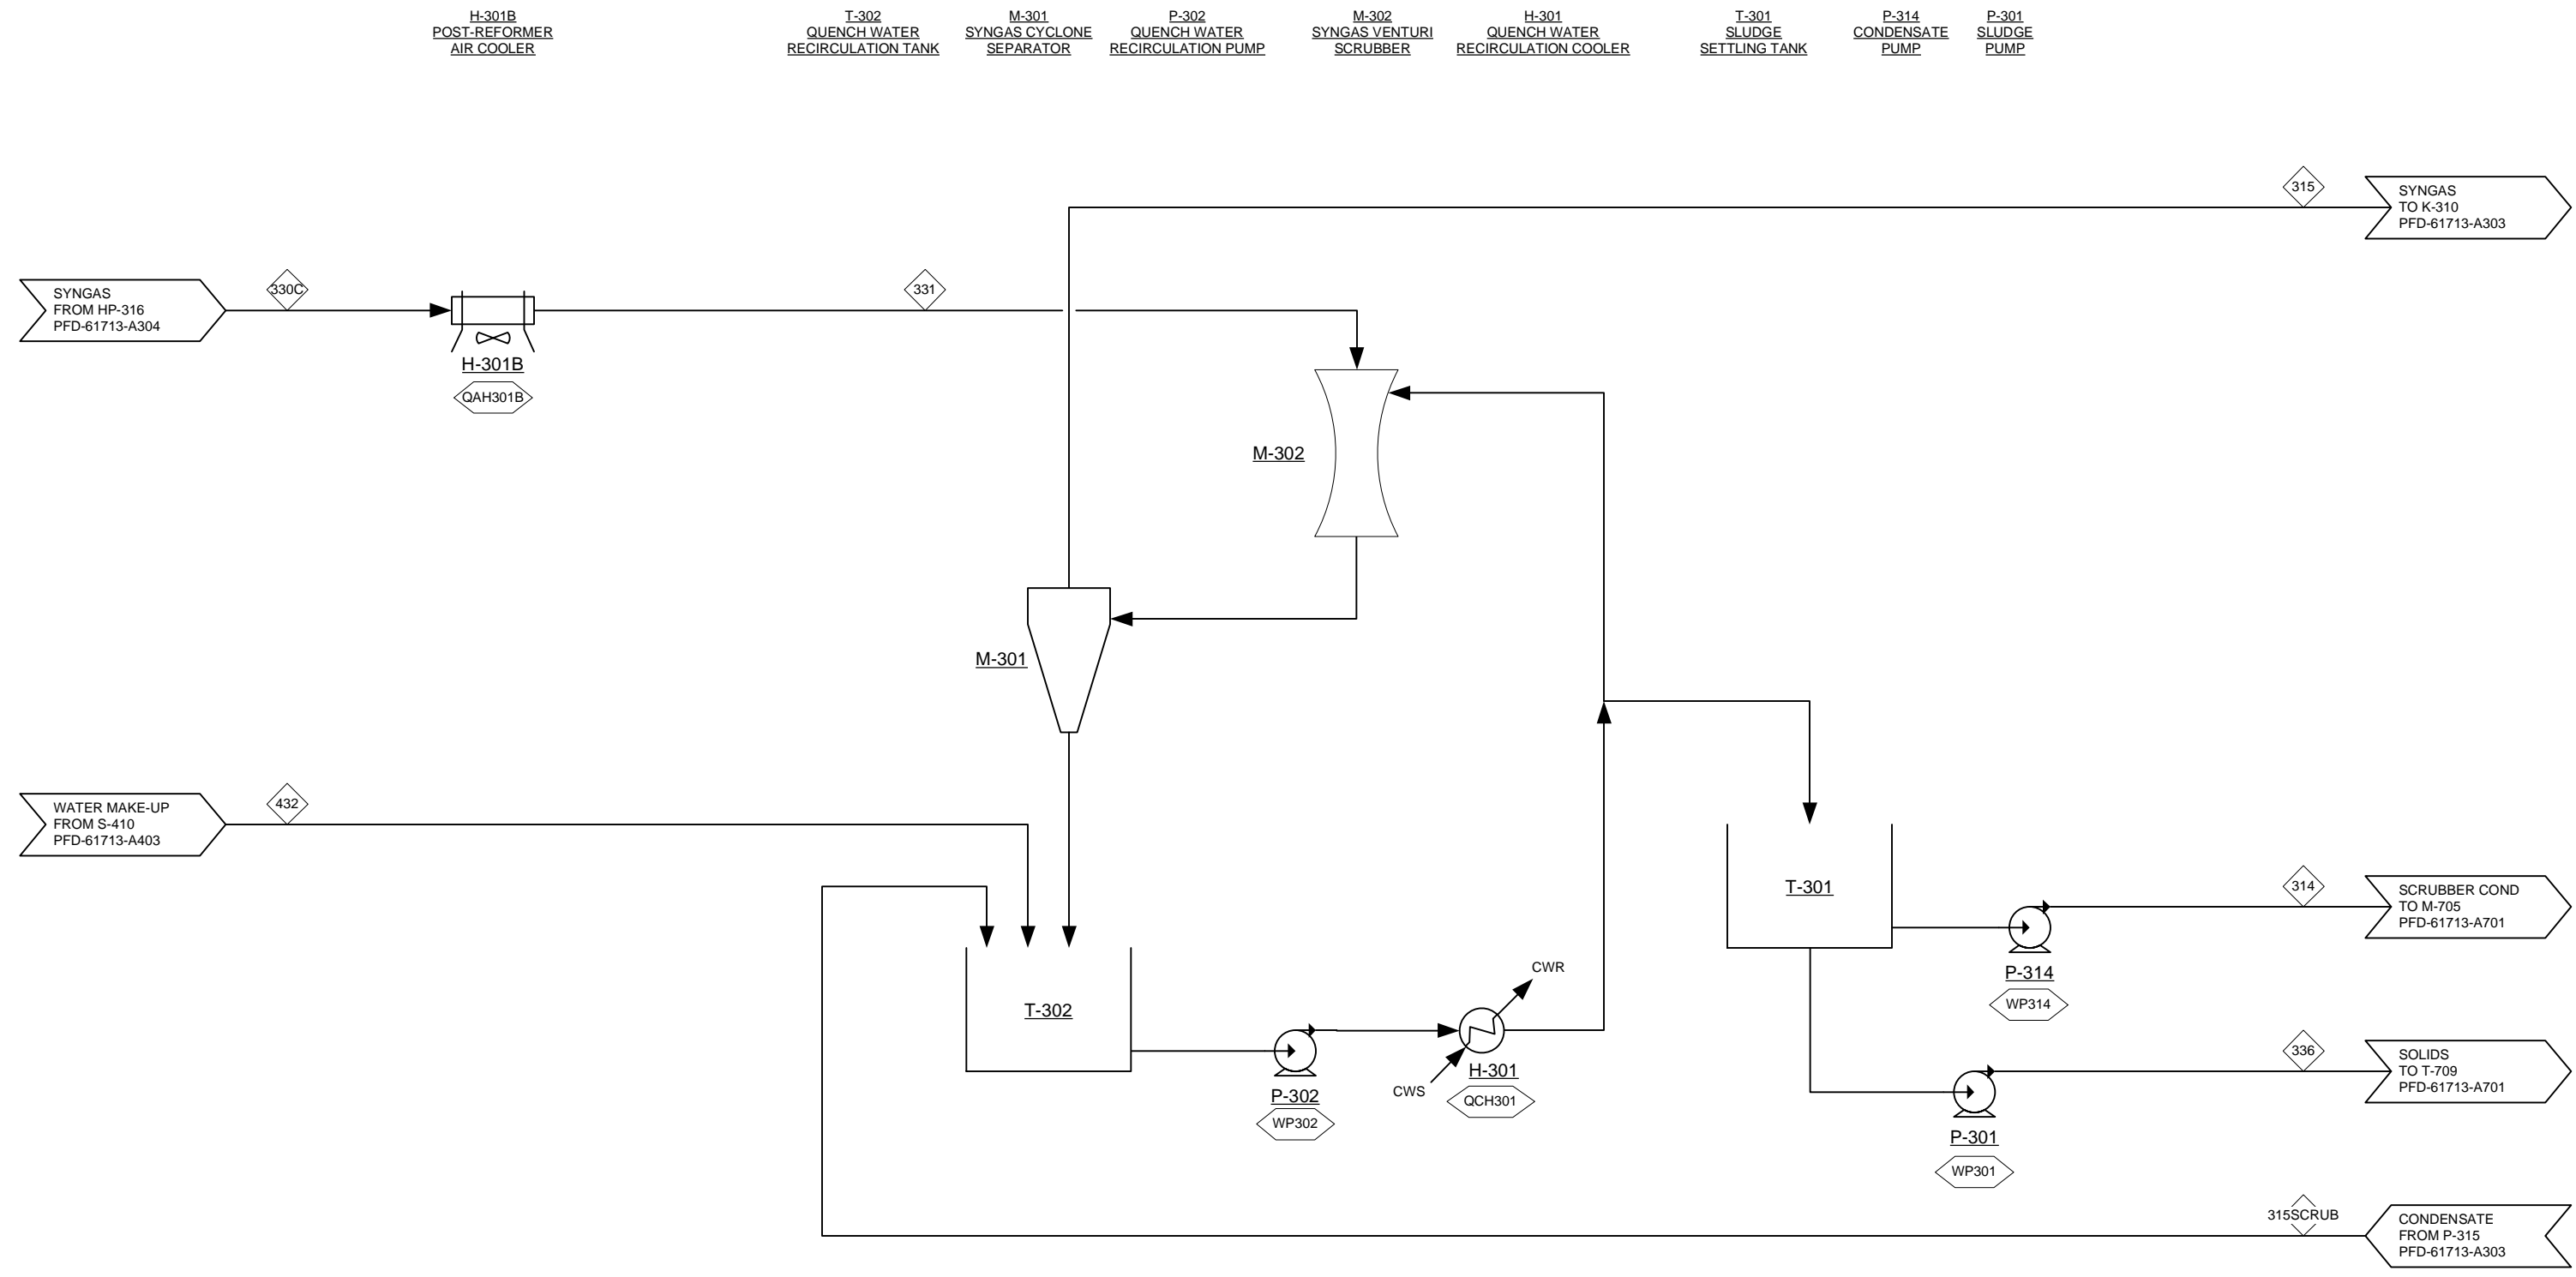 H-301B
POST-REFORMER
AIR COOLER
T-302
QUENCH WATER
RECIRCULATION TANK
M-301
SYNGAS CYCLONE
SEPARATOR
P-302
QUENCH WATER
RECIRCULATION PUMP
M-302
SYNGAS VENTURI
SCRUBBER
H-301
QUENCH WATER
RECIRCULATION COOLER
T-301
SLUDGE
SETTLING TANK
P-314
CONDENSATE
PUMP
P-301
SLUDGE
PUMP
315
SYNGAS
TO K-310
PFD-61713-A303
SYNGAS
FROM HP-316
PFD-61713-A304
330C
331
H-301B
QAH301B
M-302
M-301
WATER MAKE-UP
FROM S-410
PFD-61713-A403
432
T-301
314
SCRUBBER COND
TO M-705
PFD-61713-A701
P-314
WP314
T-302
CWR
CWS
H-301
QCH301
P-302
WP302
336
SOLIDS
TO T-709
PFD-61713-A701
P-301
WP301
315SCRUB
CONDENSATE
FROM P-315
PFD-61713-A303